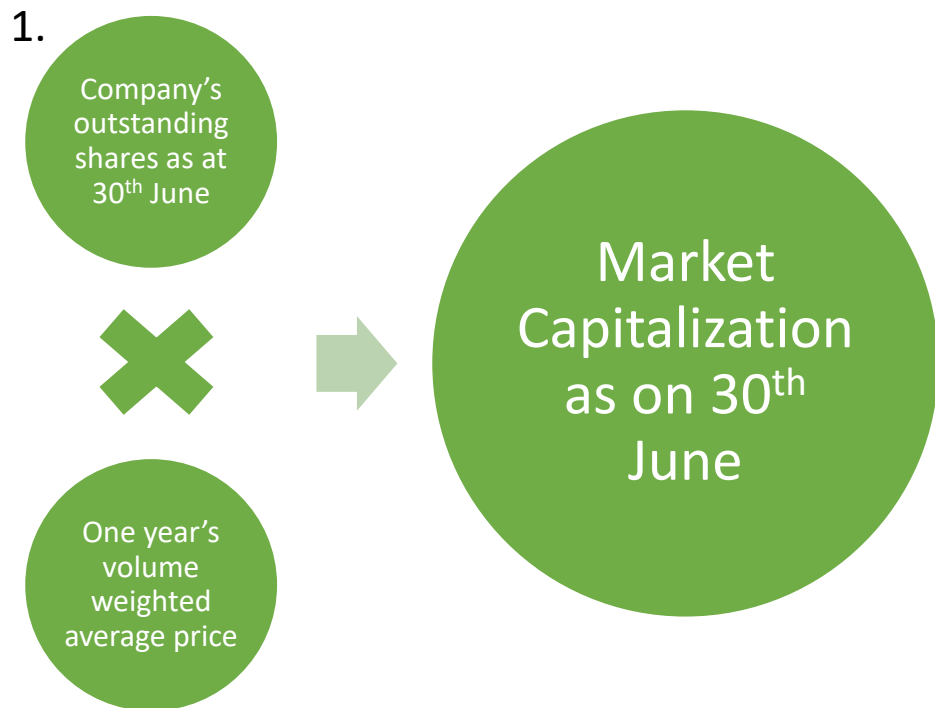 1.
Company’s
outstanding
shares as at
30th June
One year’s
volume
weighted
average price
Market
Capitalization
as on 30th
June